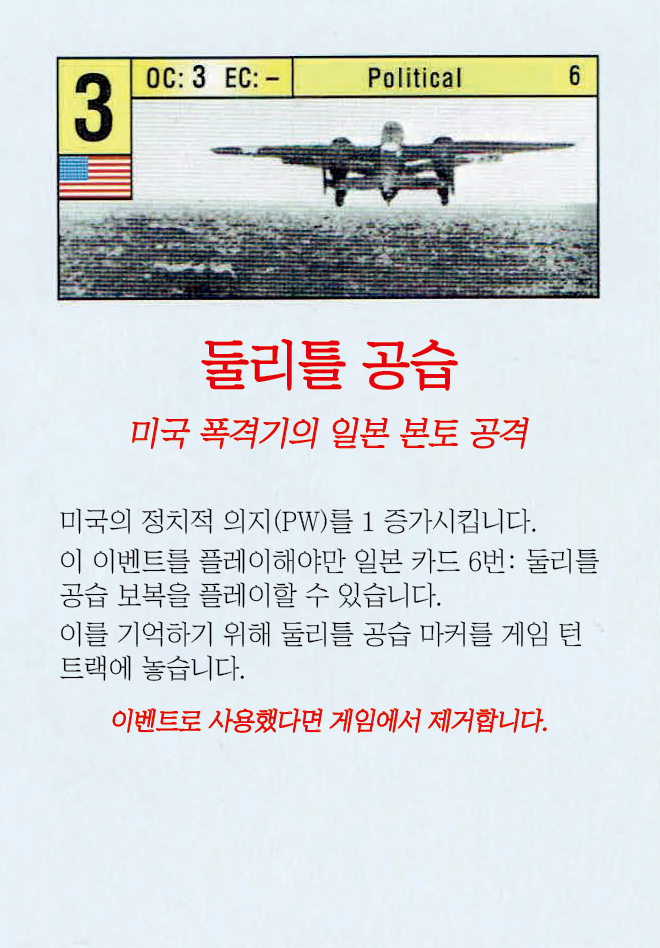 3
OC: 3 EC: –
Political
6
둘리틀 공습
미국 폭격기의 일본 본토 공격
미국의 정치적 의지(PW)를 1 증가시킵니다.
이 이벤트를 플레이해야만 일본 카드 6번: 둘리틀
공습 보복을 플레이할 수 있습니다.
이를 기억하기 위해 둘리틀 공습 마커를 게임 턴
트랙에 놓습니다.
이벤트로 사용했다면 게임에서 제거합니다.